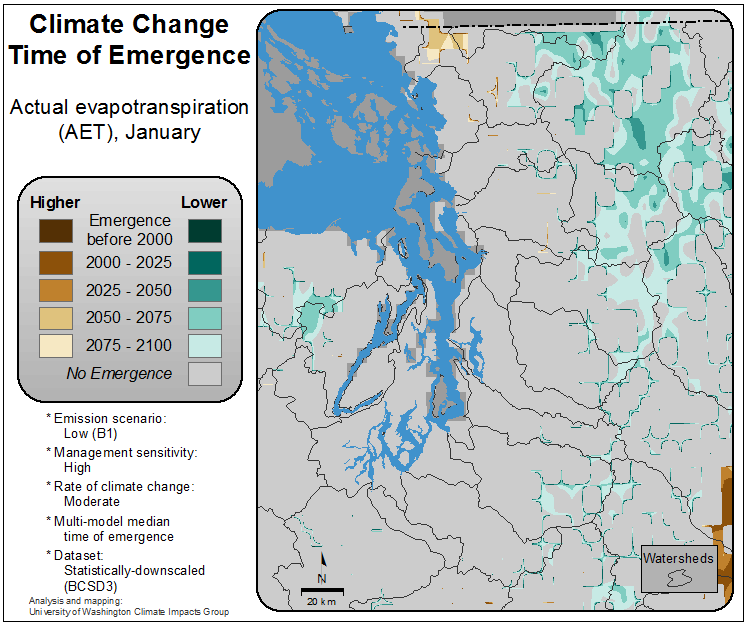 Climate Change
Time of Emergence
Actual evapotranspiration
(AET), January
Higher Lower
Emergence
before 2000
2000 - 2025
2025 - 2050
2050 - 2075
2075 - 2100
No Emergence
* Emission scenario:
Low (B1)
* Management sensitivity:
High
* Rate of climate change:
Moderate
* Multi-model median
time of emergence
* Dataset:
Statistically-downscaled
(BCSD3)
Analysis and mapping:
University of Washington Climate Impacts Group
N
20 km
Watersheds